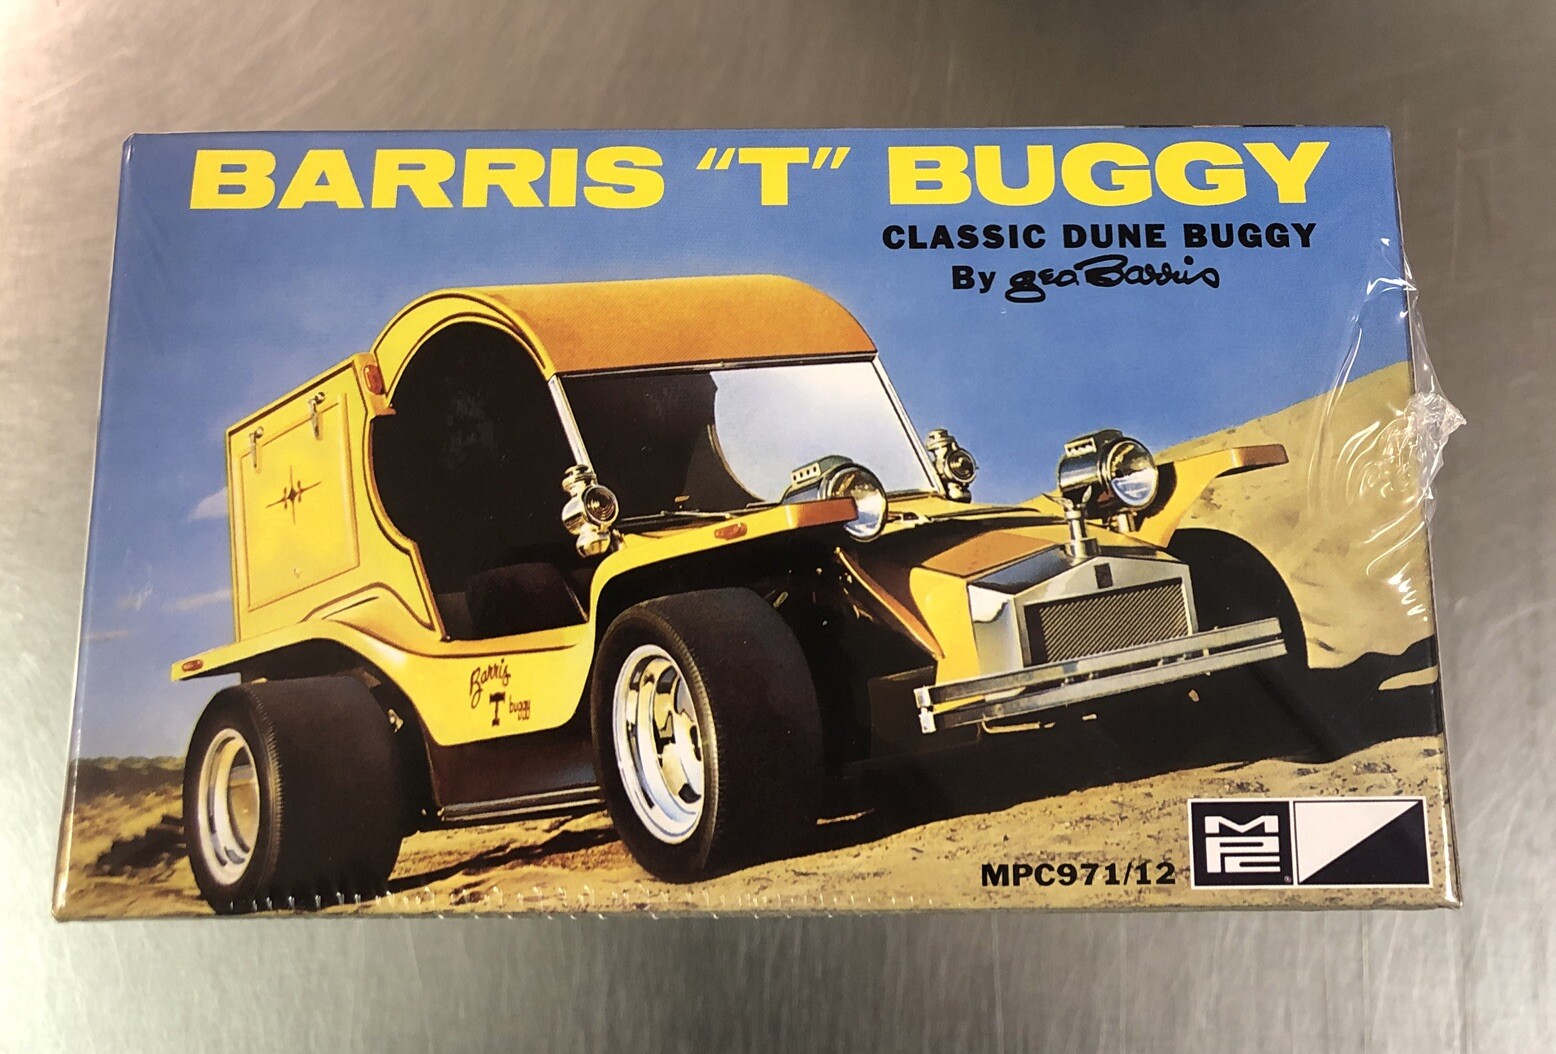 BARRIS “T” BUGGY
CLASSIC DUNE BUGGY
By Geo. Barris
Barris
T buggy
MPC971/12
MPC